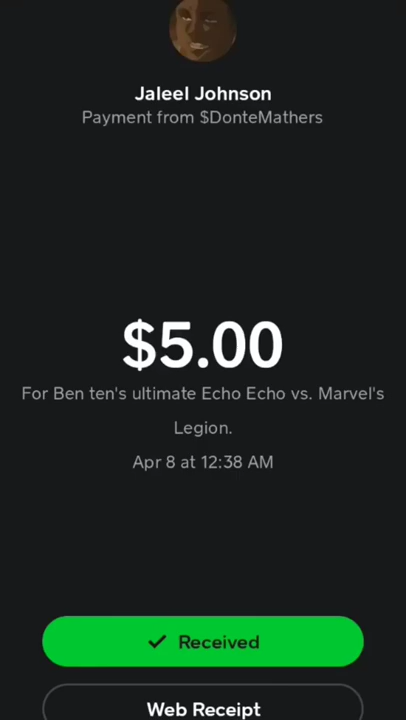 Jaleel Johnson
Payment from $DonteMathers
$5.00
For Ben ten's ultimate Echo Echo vs. Marvel's
Legion.
Apr 8 at 12:38 AM
Received
Web Receipt